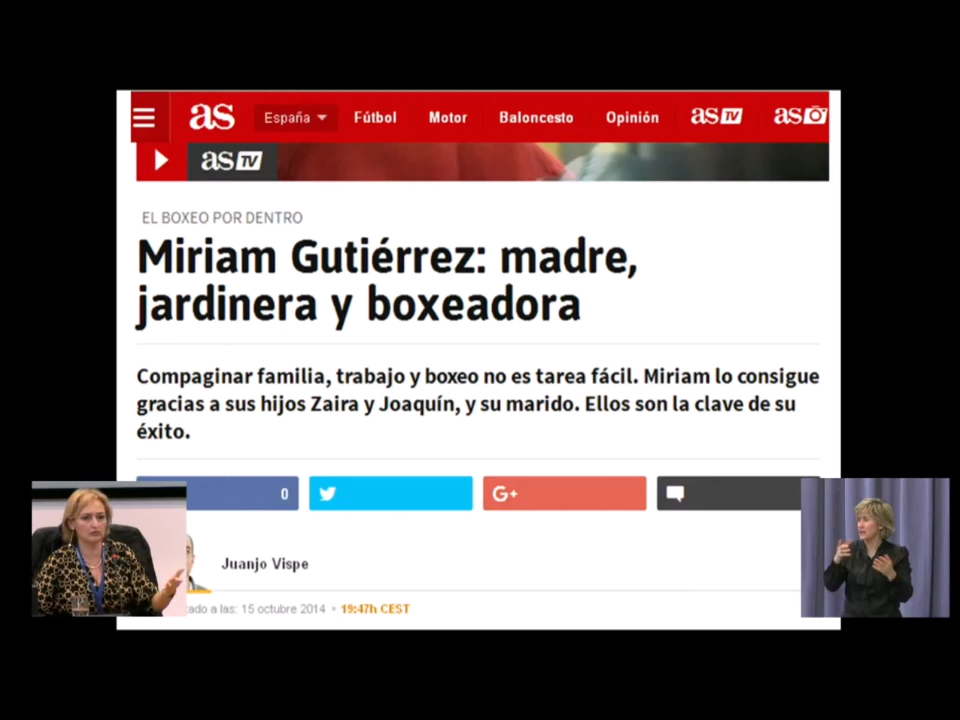 as España Fútbol Motor Baloncesto Opinión as TV as
as TV
EL BOXEO POR DENTRO
Miriam Gutiérrez: madre,
jardinera y boxeadora
Compaginar familia, trabajo y boxeo no es tarea fácil. Miriam lo consigue
gracias a sus hijos Zaira y Joaquín, y su marido. Ellos son la clave de su
éxito.
0 G+
Juanjo Vispe
a las: 15 octubre 2014 • 19:47h CEST